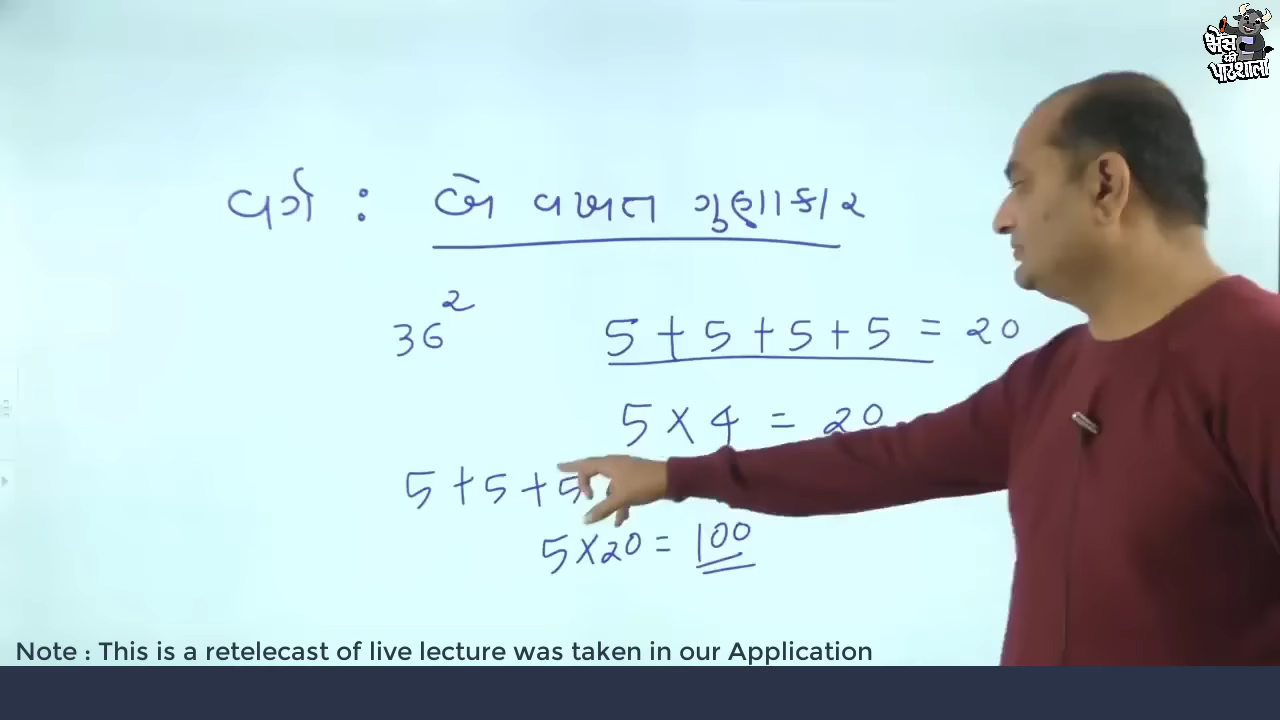 भैंस
की
पाठशाला
વર્ગ : બે વખત ગુણાકાર
36²
5 + 5 + 5 + 5 = 20
5 × 4 = 20
5 + 5 + 5
5 × 20 = 100
Note : This is a retelecast of live lecture was taken in our Application